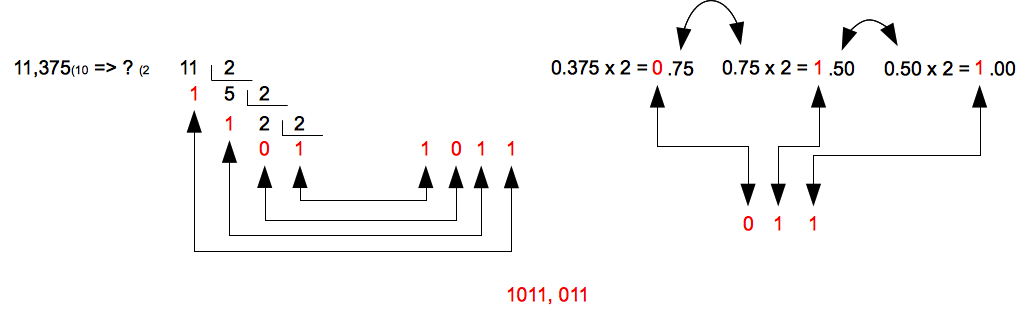 11,375(10 => ? (2 11 2 0.375 x 2 = 0 .75 0.75 x 2 = 1 .50 0.50 x 2 = 1 .00
1 5 2
1 2 2
0 1 1 0 1 1
0 1 1
1011, 011